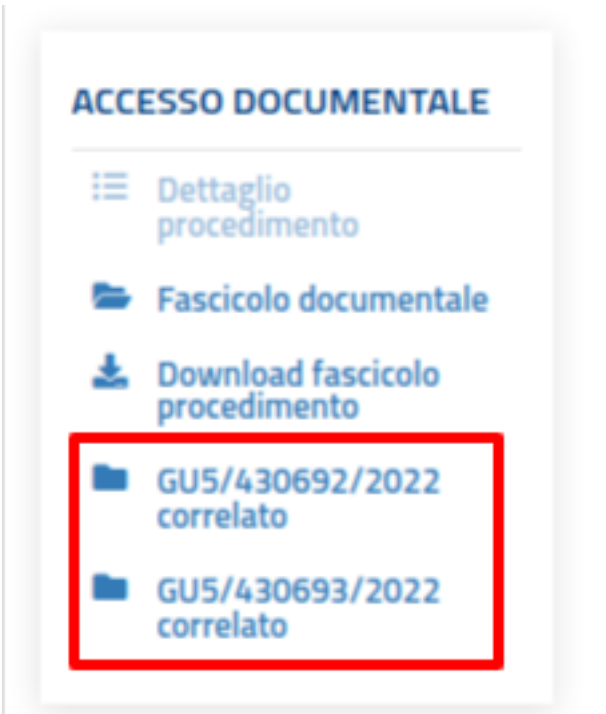 ACCESSO DOCUMENTALE
Dettaglio
procedimento
Fascicolo documentale
Download fascicolo
procedimento
GU5/430692/2022
correlato
GU5/430693/2022
correlato